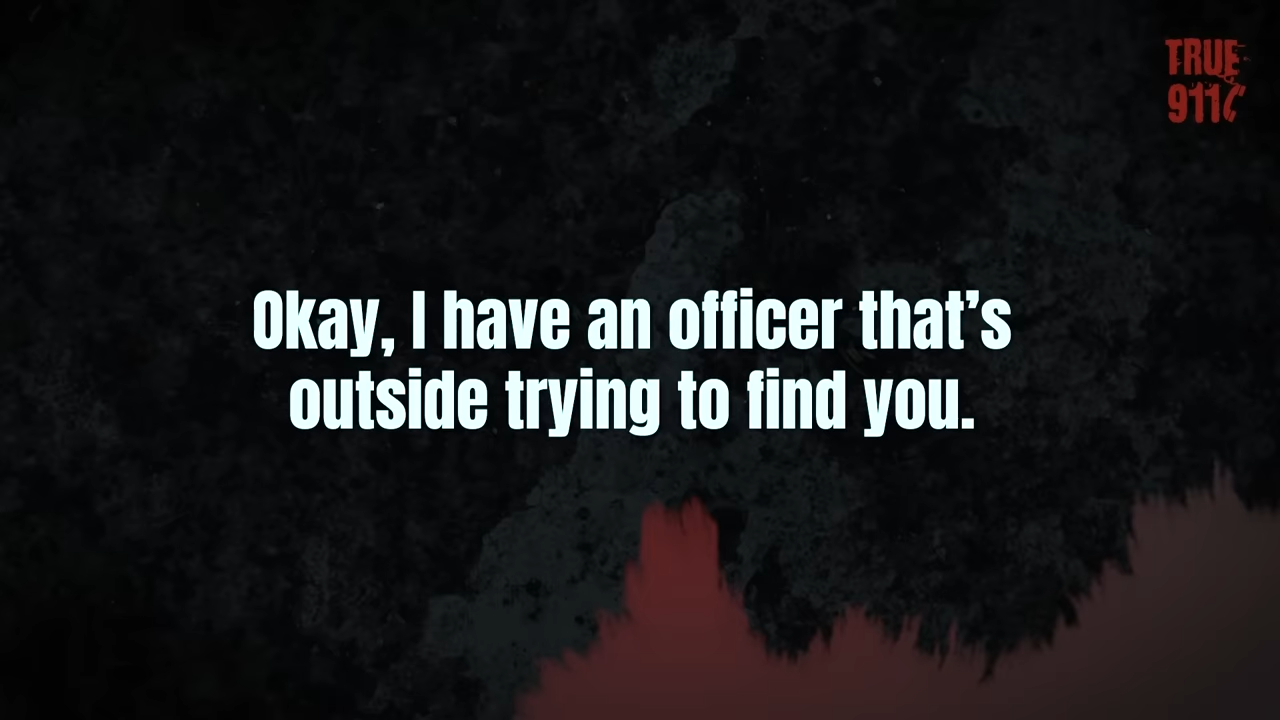 TRUE
911
Okay, I have an officer that’s
outside trying to find you.